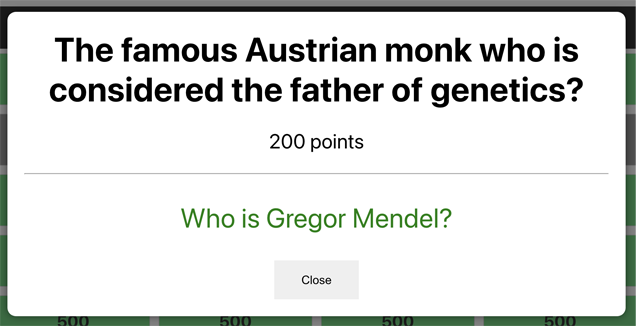 The famous Austrian monk who is
considered the father of genetics?
200 points
Who is Gregor Mendel?
Close
500 500 500 500